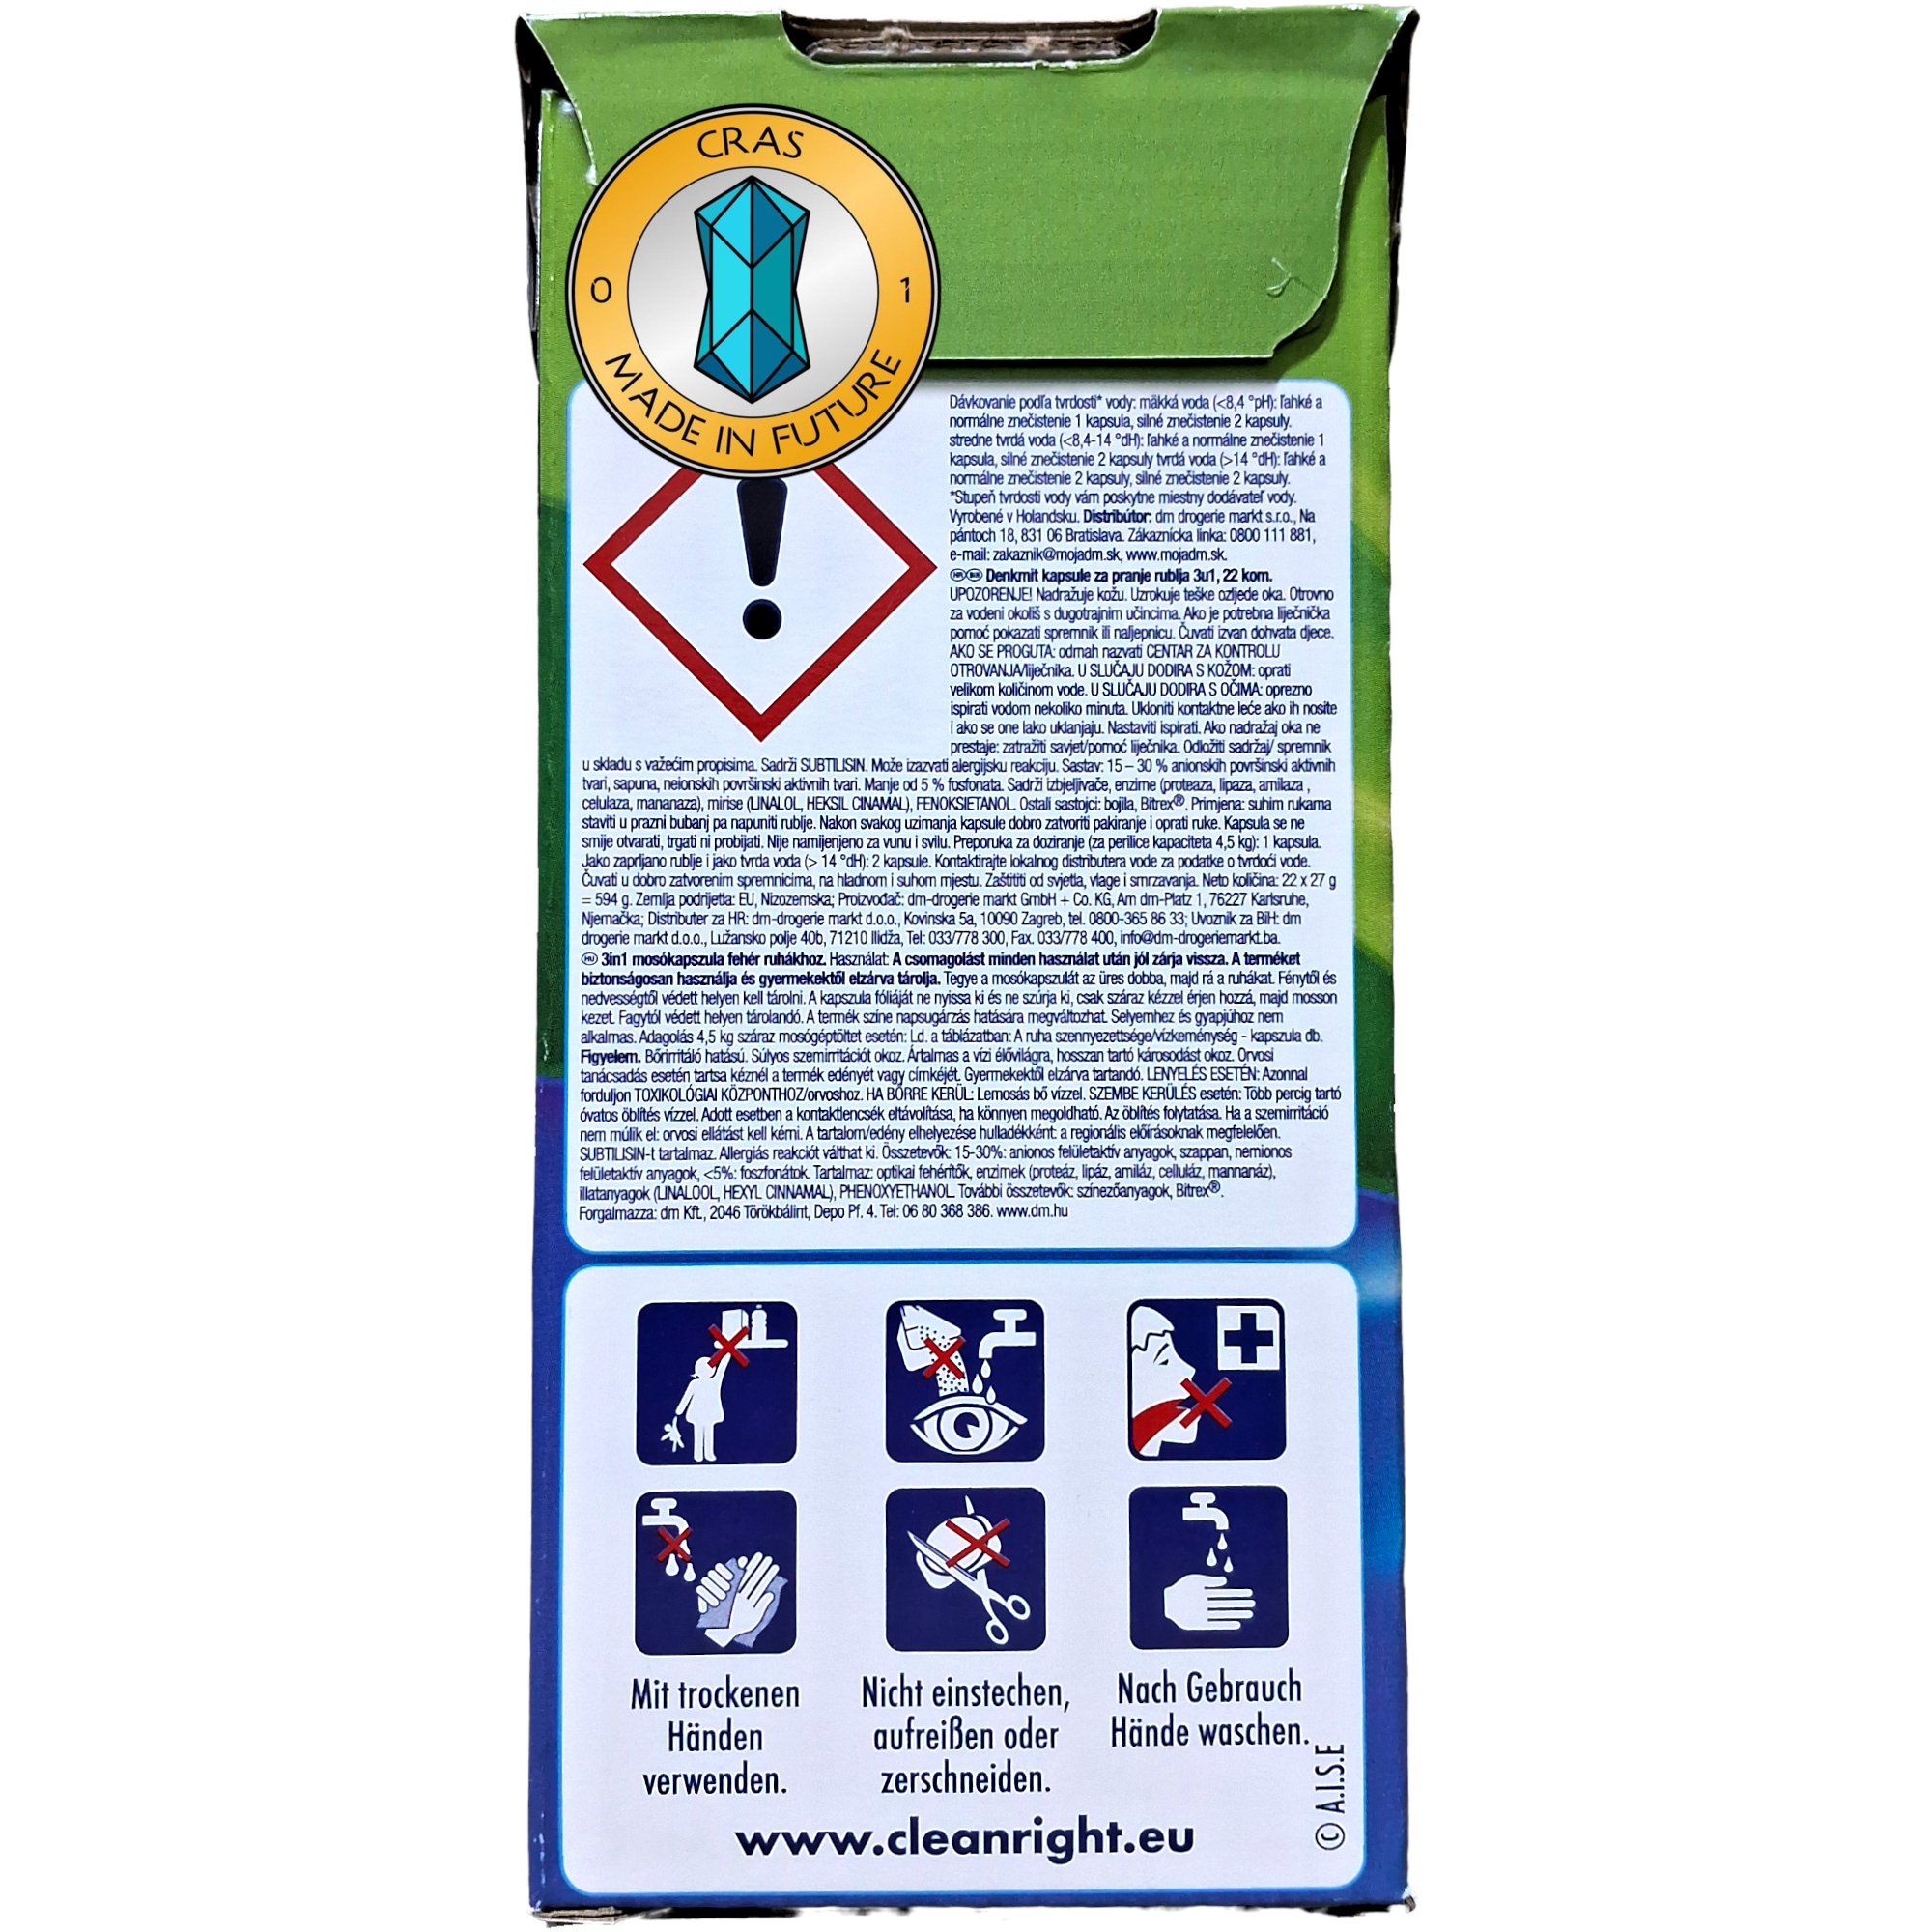 CRAS
0 1
MADE IN FUTURE
Dávkovanie podľa tvrdosti* vody: mäkká voda (<8,4 °pH): ľahké a
normálne znečistenie 1 kapsula, silné znečistenie 2 kapsuly.
stredne tvrdá voda (<8,4-14 °dH): ľahké a normálne znečistenie 1
kapsula, silné znečistenie 2 kapsuly tvrdá voda (>14 °dH): ľahké a
normálne znečistenie 2 kapsuly, silné znečistenie 2 kapsuly.
*Stupeň tvrdosti vody vám poskytne miestny dodávateľ vody.
Vyrobené v Holandsku. Distribútor: dm drogerie markt s.r.o., Na
pántoch 18, 831 06 Bratislava. Zákaznícka linka: 0800 111 881,
e-mail: zakaznik@mojadm.sk, www.mojadm.sk.
HR BIH Denkmit kapsule za pranje rublja 3u1, 22 kom.
UPOZORENJE! Nadražuje kožu. Uzrokuje teške ozljede oka. Otrovno
za vodeni okoliš s dugotrajnim učincima. Ako je potrebna liječnička
pomoć pokazati spremnik ili naljepnicu. Čuvati izvan dohvata djece.
AKO SE PROGUTA: odmah nazvati CENTAR ZA KONTROLU
OTROVANJA/liječnika. U SLUČAJU DODIRA S KOŽOM: oprati
velikom količinom vode. U SLUČAJU DODIRA S OČIMA: oprezno
ispirati vodom nekoliko minuta. Ukloniti kontaktne leće ako ih nosite
i ako se one lako uklanjaju. Nastaviti ispirati. Ako nadražaj oka ne
prestaje: zatražiti savjet/pomoć liječnika. Odložiti sadržaj/ spremnik
u skladu s važećim propisima. Sadrži SUBTILISIN. Može izazvati alergijsku reakciju. Sastav: 15 – 30 % anionskih površinski aktivnih
tvari, sapuna, neionskih površinski aktivnih tvari. Manje od 5 % fosfonata. Sadrži izbjeljivače, enzime (proteaza, lipaza, amilaza ,
celulaza, mananaza), mirise (LINALOL, HEKSIL CINAMAL), FENOKSIETANOL. Ostali sastojci: bojila, Bitrex®. Primjena: suhim rukama
staviti u prazni bubanj pa napuniti rublje. Nakon svakog uzimanja kapsule dobro zatvoriti pakiranje i oprati ruke. Kapsula se ne
smije otvarati, trgati ni probijati. Nije namijenjeno za vunu i svilu. Preporuka za doziranje (za perilice kapaciteta 4,5 kg): 1 kapsula.
Jako zaprljano rublje i jako tvrda voda (> 14 °dH): 2 kapsule. Kontaktirajte lokalnog distributera vode za podatke o tvrdoći vode.
Čuvati u dobro zatvorenim spremnicima, na hladnom i suhom mjestu. Zaštititi od svjetla, vlage i smrzavanja. Neto količina: 22 x 27 g
= 594 g. Zemlja podrijetla: EU, Nizozemska; Proizvođač: dm-drogerie markt GmbH + Co. KG, Am dm-Platz 1, 76227 Karlsruhe,
Njemačka; Distributer za HR: dm-drogerie markt d.o.o., Kovinska 5a, 10090 Zagreb, tel. 0800-365 86 33; Uvoznik za BiH: dm
drogerie markt d.o.o., Lužansko polje 40b, 71210 Ilidža, Tel: 033/778 300, Fax. 033/778 400, info@dm-drogeriemarkt.ba.
HU 3in1 mosókapszula fehér ruhákhoz. Használat: A csomagolást minden használat után jól zárja vissza. A terméket
biztonságosan használja és gyermekektől elzárva tárolja. Tegye a mosókapszulát az üres dobba, majd rá a ruhákat. Fénytől és
nedvességtől védett helyen kell tárolni. A kapszula fóliáját ne nyissa ki és ne szúrja ki, csak száraz kézzel érjen hozzá, majd mosson
kezet. Fagytól védett helyen tárolandó. A termék színe napsugárzás hatására megváltozhat. Selyemhez és gyapjúhoz nem
alkalmas. Adagolás 4,5 kg száraz mosógéptöltet esetén: Ld. a táblázatban: A ruha szennyezettsége/vízkeménység - kapszula db.
Figyelem. Bőrirritáló hatású. Súlyos szemirritációt okoz. Ártalmas a vízi élővilágra, hosszan tartó károsodást okoz. Orvosi
tanácsadás esetén tartsa kéznél a termék edényét vagy címkéjét. Gyermekektől elzárva tartandó. LENYELÉS ESETÉN: Azonnal
forduljon TOXIKOLÓGIAI KÖZPONTHOZ/orvoshoz. HA BŐRRE KERÜL: Lemosás bő vízzel. SZEMBE KERÜLÉS esetén: Több percig tartó
óvatos öblítés vízzel. Adott esetben a kontaktlencsék eltávolítása, ha könnyen megoldható. Az öblítés folytatása. Ha a szemirritáció
nem múlik el: orvosi ellátást kell kérni. A tartalom/edény elhelyezése hulladékként: a regionális előírásoknak megfelelően.
SUBTILISIN-t tartalmaz. Allergiás reakciót válthat ki. Összetevők: 15-30%: anionos felületaktív anyagok, szappan, nemionos
felületaktív anyagok, <5%: foszfonátok. Tartalmaz: optikai fehérítők, enzimek (proteáz, lipáz, amiláz, celluláz, mannanáz),
illatanyagok (LINALOOL, HEXYL CINNAMAL), PHENOXYETHANOL. További összetevők: színezőanyagok, Bitrex®.
Forgalmazza: dm Kft., 2046 Törökbálint, Depo Pf. 4. Tel: 06 80 368 386. www.dm.hu
Mit trockenen
Händen
verwenden.
Nicht einstechen,
aufreißen oder
zerschneiden.
Nach Gebrauch
Hände waschen.
© A.I.S.E
www.cleanright.eu